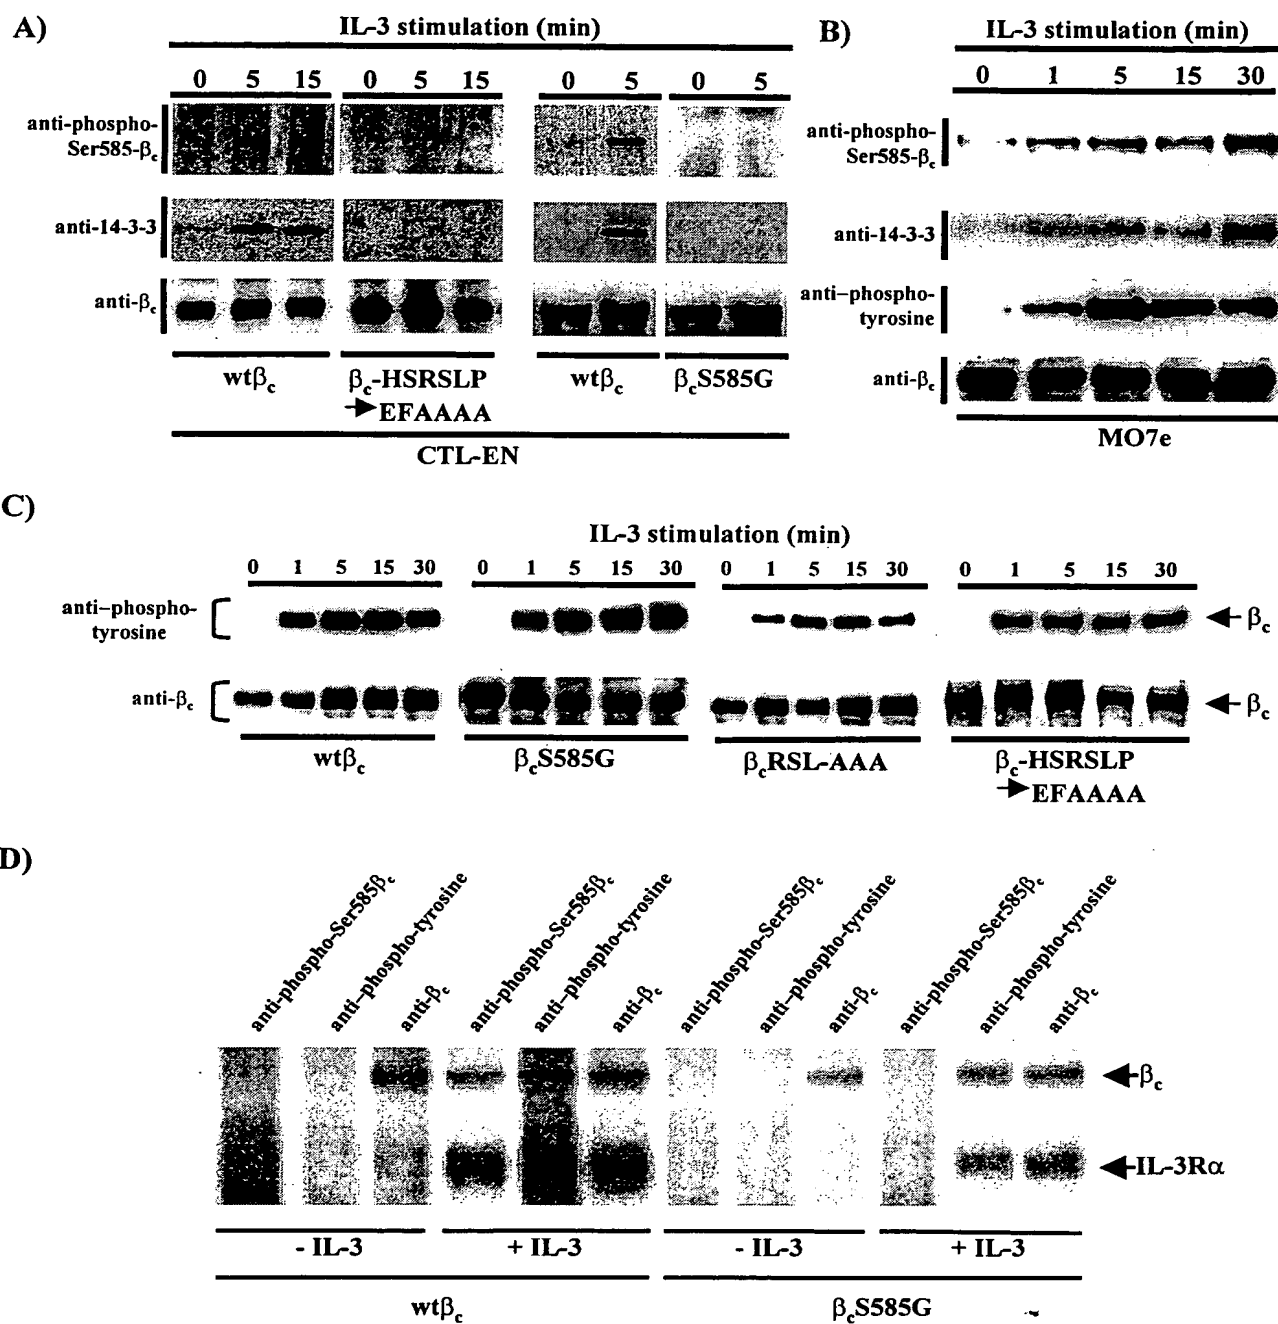 A)
IL-3 stimulation (min)
0 5 15 0 5 15 0 5 0 5
anti-phospho-
Ser585-βc
anti-14-3-3
anti-βc
wtβc βc-HSRSLP wtβc βcS585G
→EFAAAA
CTL-EN
B)
IL-3 stimulation (min)
0 1 5 15 30
anti-phospho-
Ser585-βc
anti-14-3-3
anti–phospho-
tyrosine
anti-βc
MO7e
C)
IL-3 stimulation (min)
0 1 5 15 30 0 1 5 15 30 0 1 5 15 30 0 1 5 15 30
anti–phospho-
tyrosine
← βc
anti-βc
← βc
wtβc βcS585G βcRSL-AAA βc-HSRSLP
→EFAAAA
D)
anti-phospho-Ser585βc anti–phospho-tyrosine anti-βc anti-phospho-Ser585βc anti–phospho-tyrosine anti-βc anti-phospho-Ser585βc anti–phospho-tyrosine anti-βc anti-phospho-Ser585βc anti–phospho-tyrosine anti-βc
←βc
←IL-3Rα
- IL-3 + IL-3 - IL-3 + IL-3
wtβc βcS585G